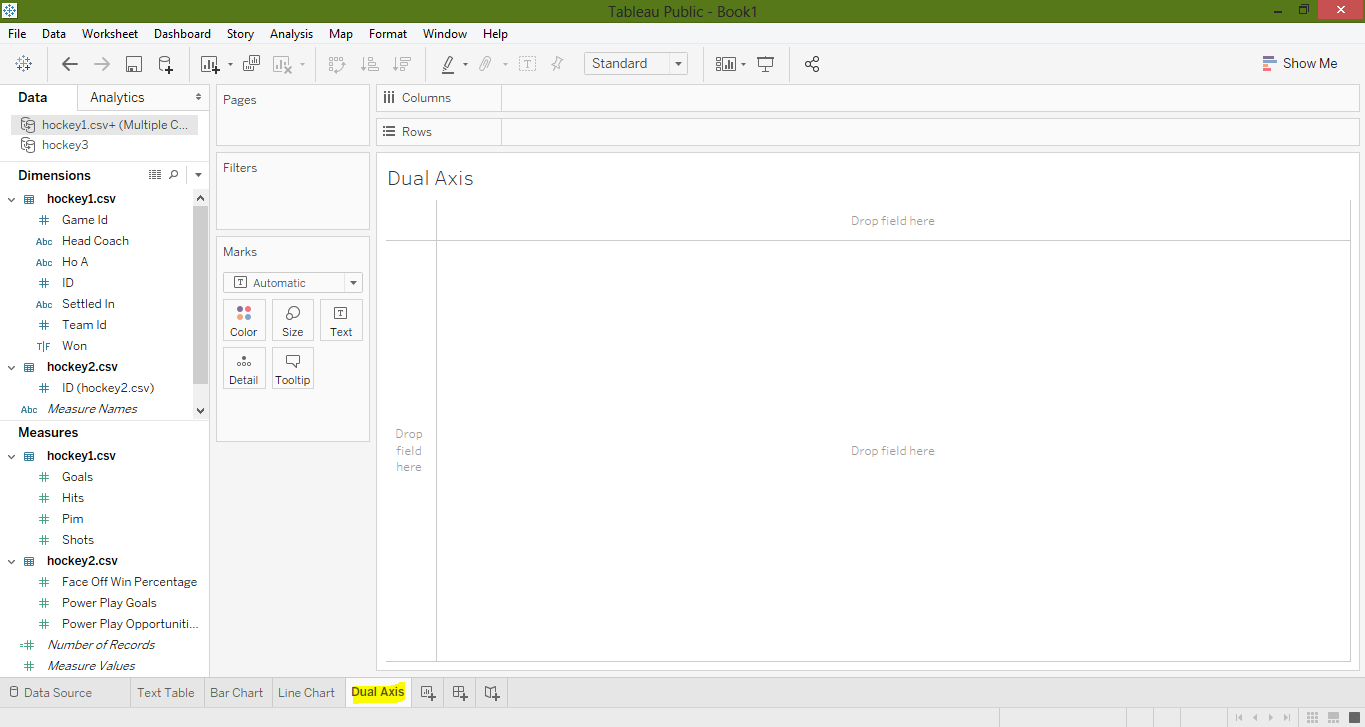 Tableau Public - Book1
File Data Worksheet Dashboard Story Analysis Map Format Window Help
Standard
Show Me
Data Analytics
hockey1.csv+ (Multiple C...
hockey3
Dimensions
hockey1.csv
# Game Id
Abc Head Coach
Abc Ho A
# ID
Abc Settled In
# Team Id
T|F Won
hockey2.csv
# ID (hockey2.csv)
Abc Measure Names
Measures
hockey1.csv
# Goals
# Hits
# Pim
# Shots
hockey2.csv
# Face Off Win Percentage
# Power Play Goals
# Power Play Opportuniti...
=# Number of Records
# Measure Values
Pages
Filters
Marks
T Automatic
Color Size Text
Detail Tooltip
Columns
Rows
Dual Axis
Drop field here
Drop
field
here
Drop field here
Data Source Text Table Bar Chart Line Chart Dual Axis